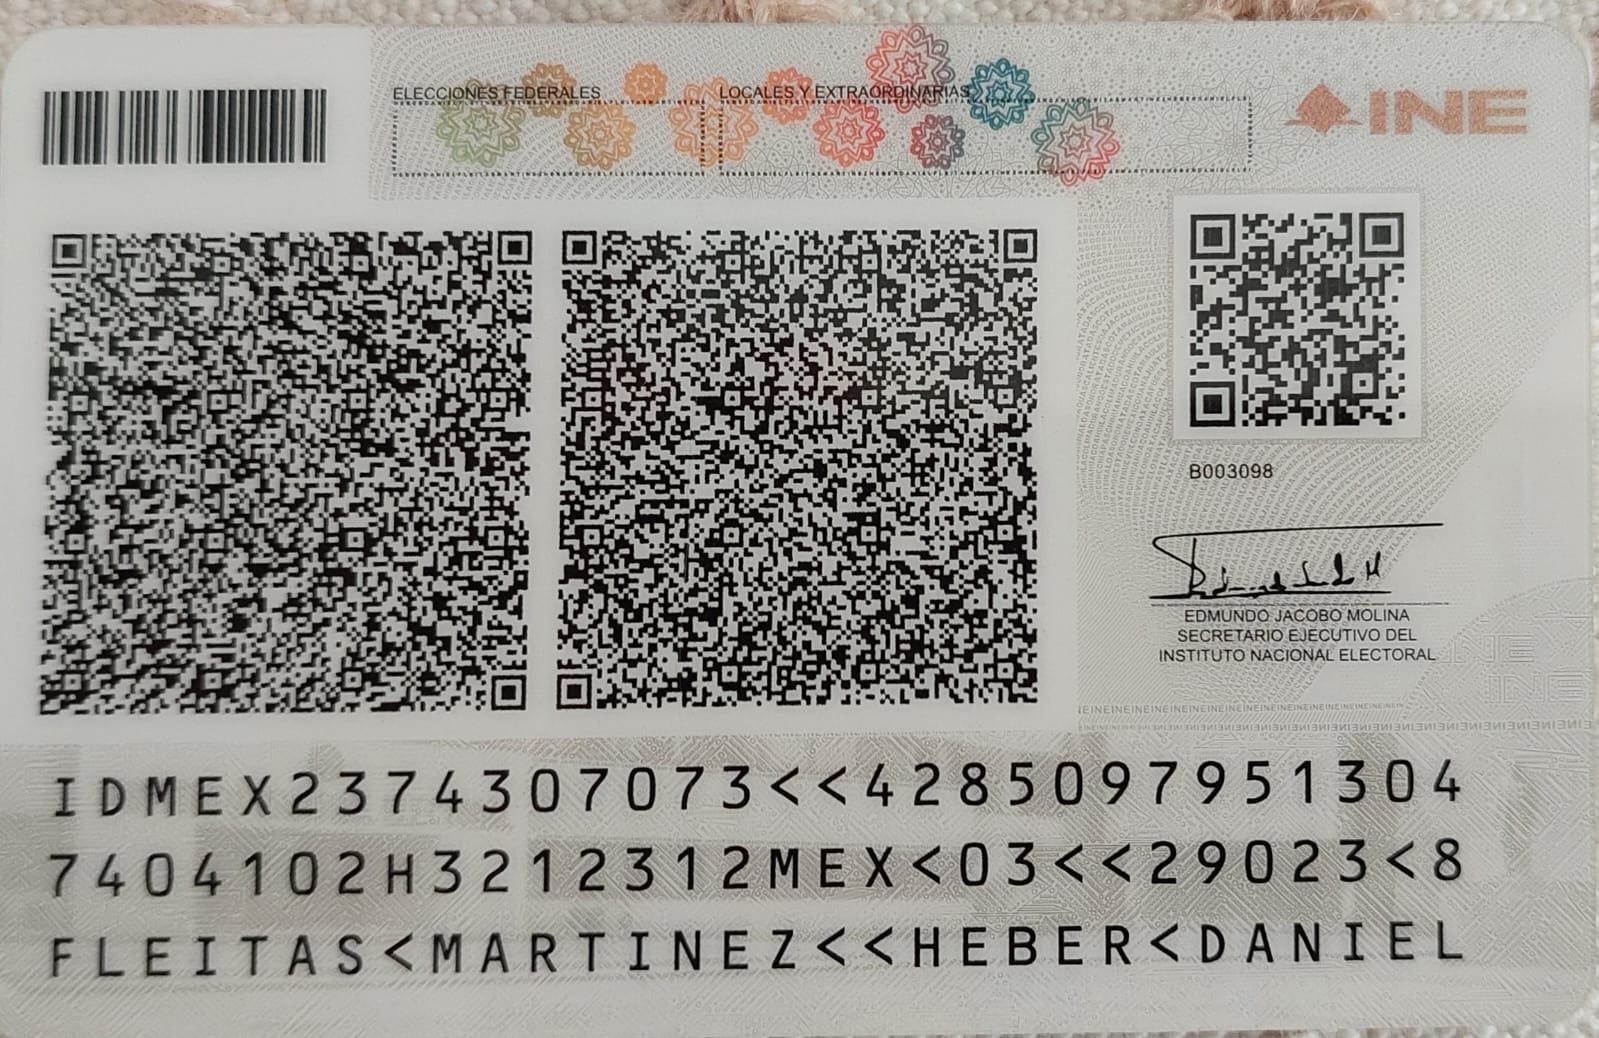 ELECCIONES FEDERALES LOCALES Y EXTRAORDINARIAS
INE
B003098
EDMUNDO JACOBO MOLINA
SECRETARIO EJECUTIVO DEL
INSTITUTO NACIONAL ELECTORAL
IDMEX2374307073<<4285097951304
7404102H3212312MEX<03<<29023<8
FLEITAS<MARTINEZ<<HEBER<DANIEL